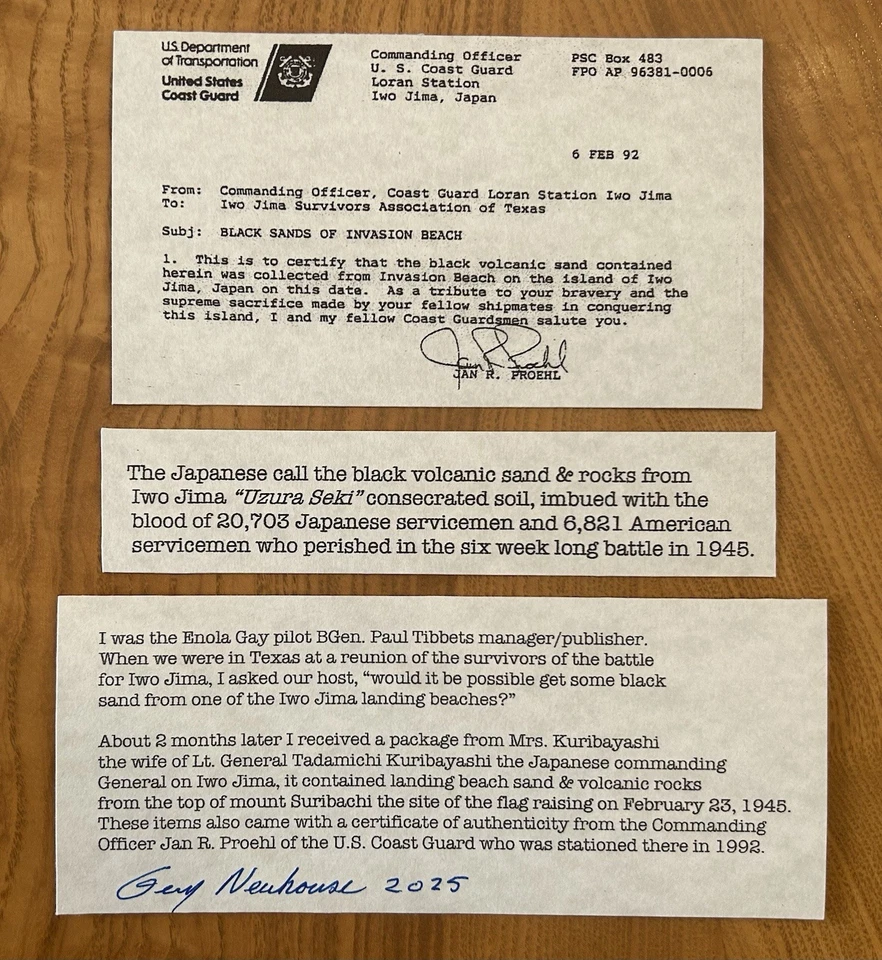 U.S. Department
of Transportation
United States
Coast Guard
Commanding Officer
U. S. Coast Guard
Loran Station
Iwo Jima, Japan
PSC Box 483
FPO AP 96381-0006
6 FEB 92
From: Commanding Officer, Coast Guard Loran Station Iwo Jima
To: Iwo Jima Survivors Association of Texas
Subj: BLACK SANDS OF INVASION BEACH
1. This is to certify that the black volcanic sand contained
herein was collected from Invasion Beach on the island of Iwo
Jima, Japan on this date. As a tribute to your bravery and the
supreme sacrifice made by your fellow shipmates in conquering
this island, I and my fellow Coast Guardsmen salute you.
Jan R. Proehl
JAN R. PROEHL
The Japanese call the black volcanic sand & rocks from
Iwo Jima "Uzura Seki" consecrated soil, imbued with the
blood of 20,703 Japanese servicemen and 6,821 American
servicemen who perished in the six week long battle in 1945.
I was the Enola Gay pilot BGen. Paul Tibbets manager/publisher.
When we were in Texas at a reunion of the survivors of the battle
for Iwo Jima, I asked our host, "would it be possible get some black
sand from one of the Iwo Jima landing beaches?"
About 2 months later I received a package from Mrs. Kuribayashi
the wife of Lt. General Tadamichi Kuribayashi the Japanese commanding
General on Iwo Jima, it contained landing beach sand & volcanic rocks
from the top of mount Suribachi the site of the flag raising on February 23, 1945.
These items also came with a certificate of authenticity from the Commanding
Officer Jan R. Proehl of the U.S. Coast Guard who was stationed there in 1992.
Neuhouse 2025